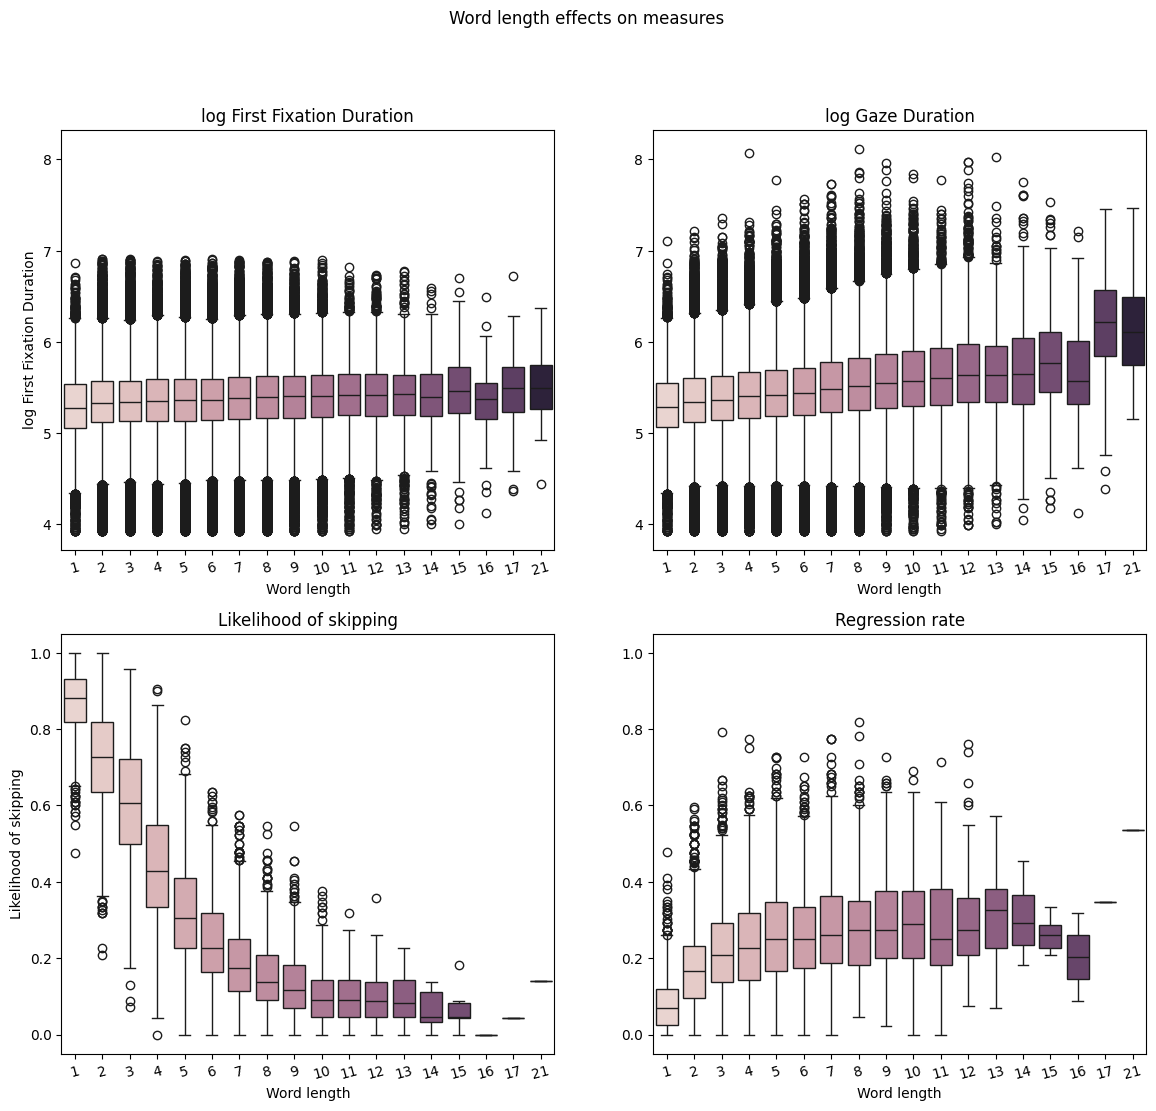 Word length effects on measures
log First Fixation Duration
log Gaze Duration
8
7
6
5
4
log First Fixation Duration
1 2 3 4 5 6 7 8 9 10 11 12 13 14 15 16 17 21
Word length
8
7
6
5
4
1 2 3 4 5 6 7 8 9 10 11 12 13 14 15 16 17 21
Word length
Likelihood of skipping
Regression rate
1.0
0.8
0.6
0.4
0.2
0.0
Likelihood of skipping
1 2 3 4 5 6 7 8 9 10 11 12 13 14 15 16 17 21
Word length
1.0
0.8
0.6
0.4
0.2
0.0
1 2 3 4 5 6 7 8 9 10 11 12 13 14 15 16 17 21
Word length